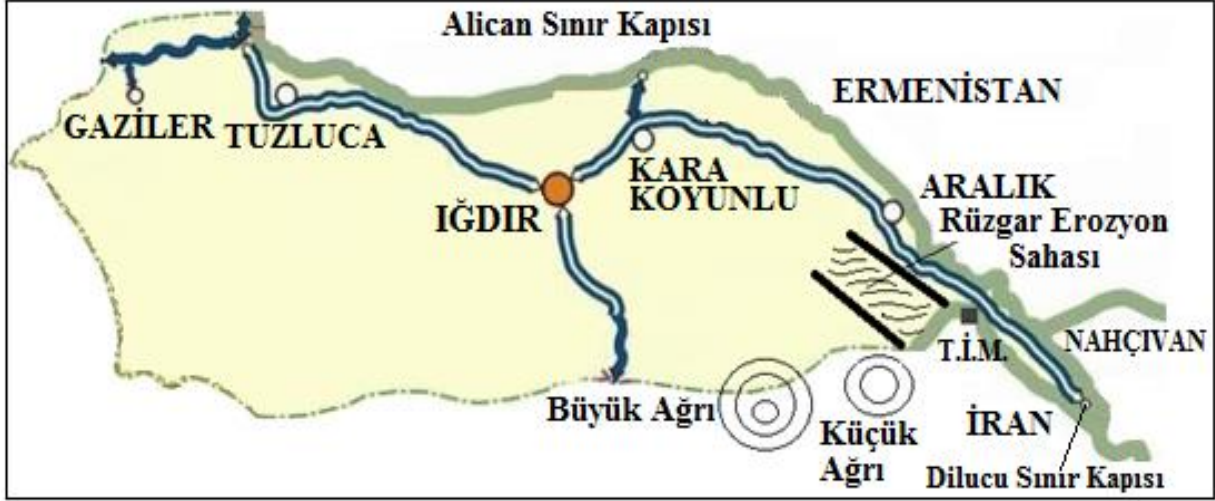 Alican Sınır Kapısı
ERMENİSTAN
GAZİLER
TUZLUCA
KARA
KOYUNLU
ARALIK
IĞDIR
Rüzgar Erozyon
Sahası
T.İ.M.
NAHÇIVAN
Büyük Ağrı
Küçük
Ağrı
İRAN
Dilucu Sınır Kapısı